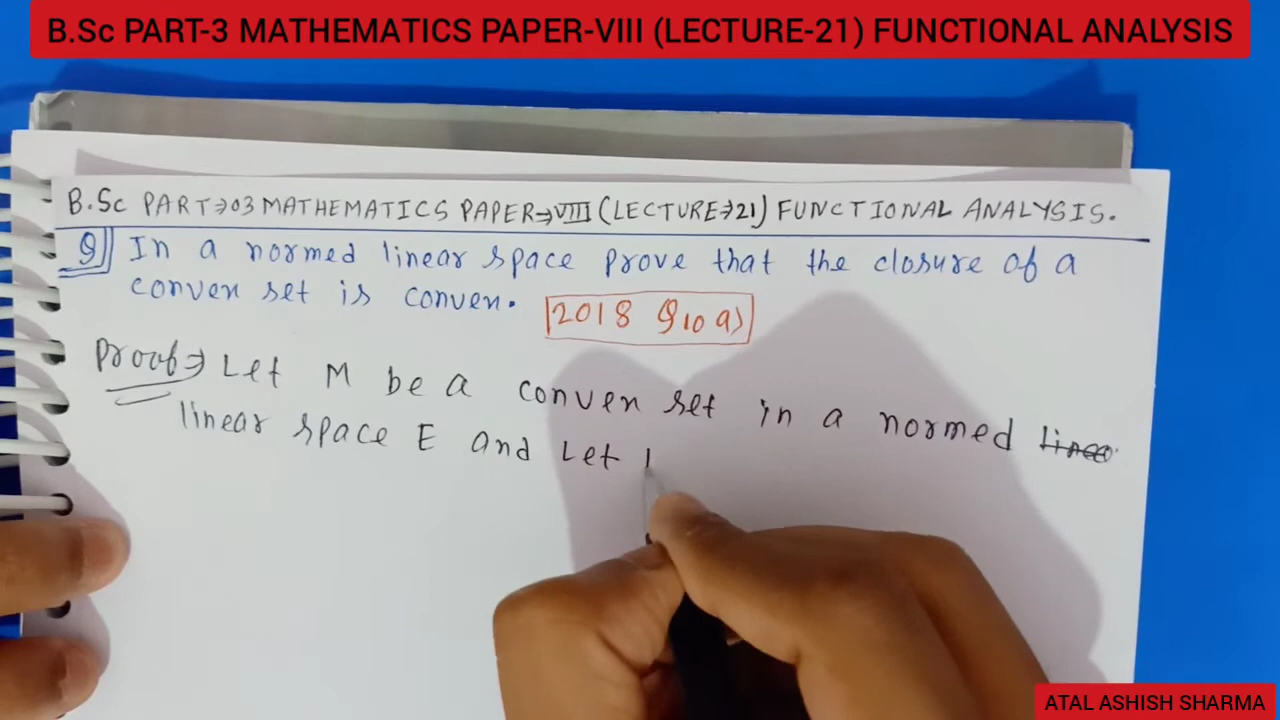 B.Sc PART-3 MATHEMATICS PAPER-VIII (LECTURE-21) FUNCTIONAL ANALYSIS
B.Sc PART→03 MATHEMATICS PAPER→VIII (LECTURE→21) FUNCTIONAL ANALYSIS.
Q] In a normed linear space prove that the closure of a
convex set is convex. 2018 Q10 a)
Proof→ Let M be a convex set in a normed
linear space E and Let
ATAL ASHISH SHARMA